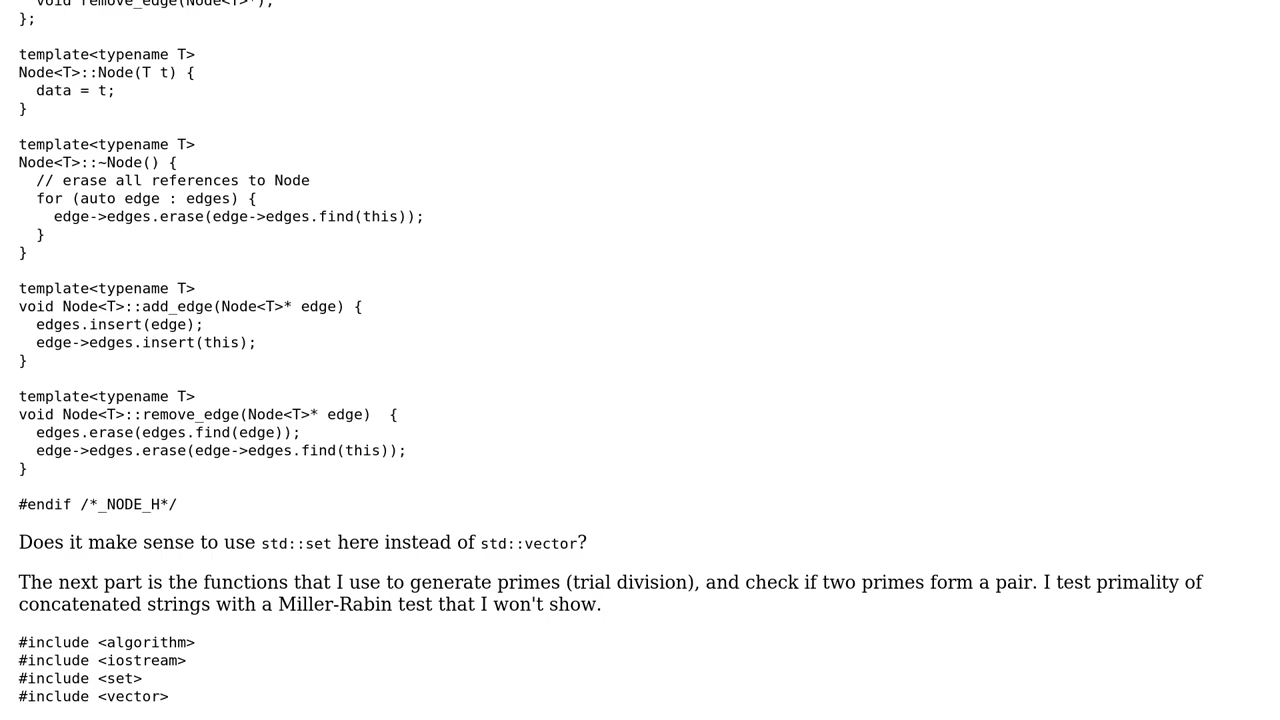 void remove_edge(Node<T>*);
};
template<typename T>
Node<T>::Node(T t) {
  data = t;
}
template<typename T>
Node<T>::~Node() {
  // erase all references to Node
  for (auto edge : edges) {
    edge->edges.erase(edge->edges.find(this));
  }
}
template<typename T>
void Node<T>::add_edge(Node<T>* edge) {
  edges.insert(edge);
  edge->edges.insert(this);
}
template<typename T>
void Node<T>::remove_edge(Node<T>* edge)  {
  edges.erase(edges.find(edge));
  edge->edges.erase(edge->edges.find(this));
}
#endif /*_NODE_H*/
Does it make sense to use std::set here instead of std::vector?
The next part is the functions that I use to generate primes (trial division), and check if two primes form a pair. I test primality of
concatenated strings with a Miller-Rabin test that I won't show.
#include <algorithm>
#include <iostream>
#include <set>
#include <vector>